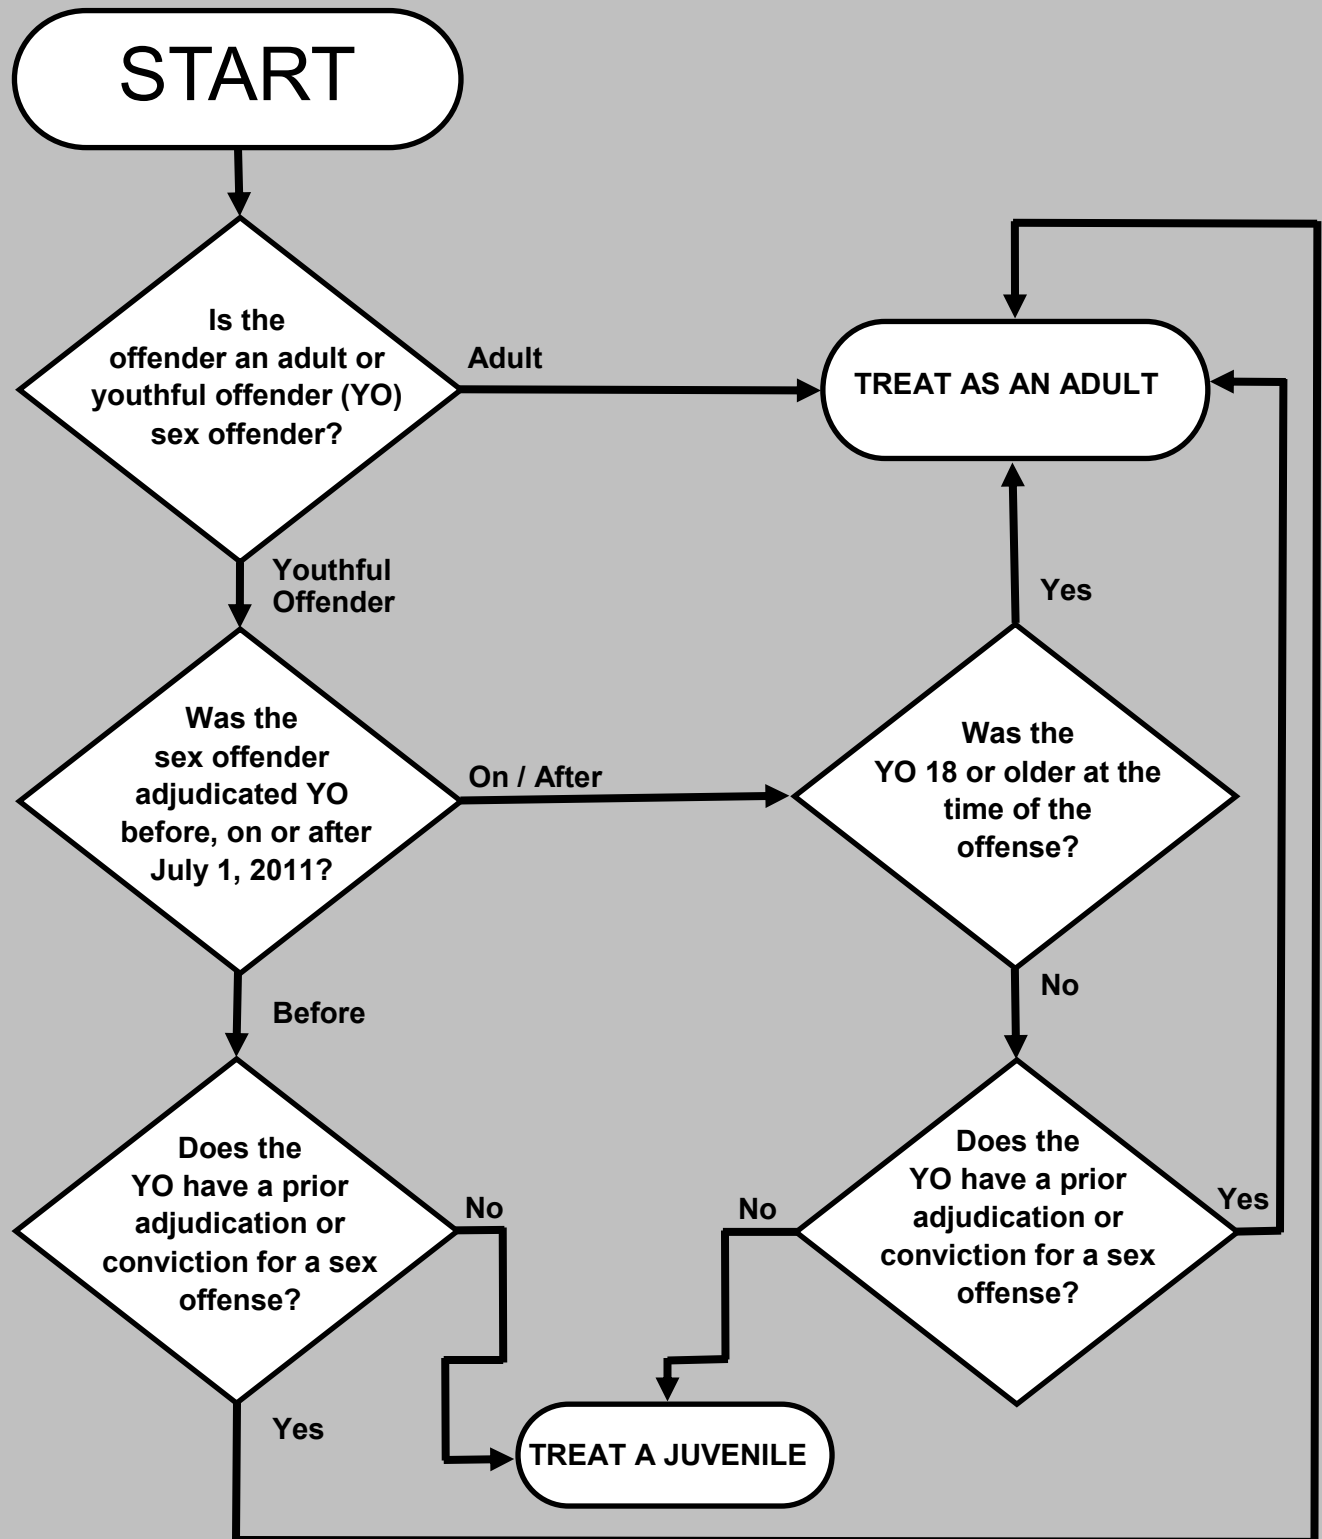 START
Is the
offender an adult or
youthful offender (YO)
sex offender?
Adult
TREAT AS AN ADULT
Youthful
Offender
Yes
Was the
sex offender
adjudicated YO
before, on or after
July 1, 2011?
On / After
Was the
YO 18 or older at the
time of the
offense?
Before
No
Does the
YO have a prior
adjudication or
conviction for a sex
offense?
No
No
Does the
YO have a prior
adjudication or
conviction for a sex
offense?
Yes
Yes
TREAT A JUVENILE